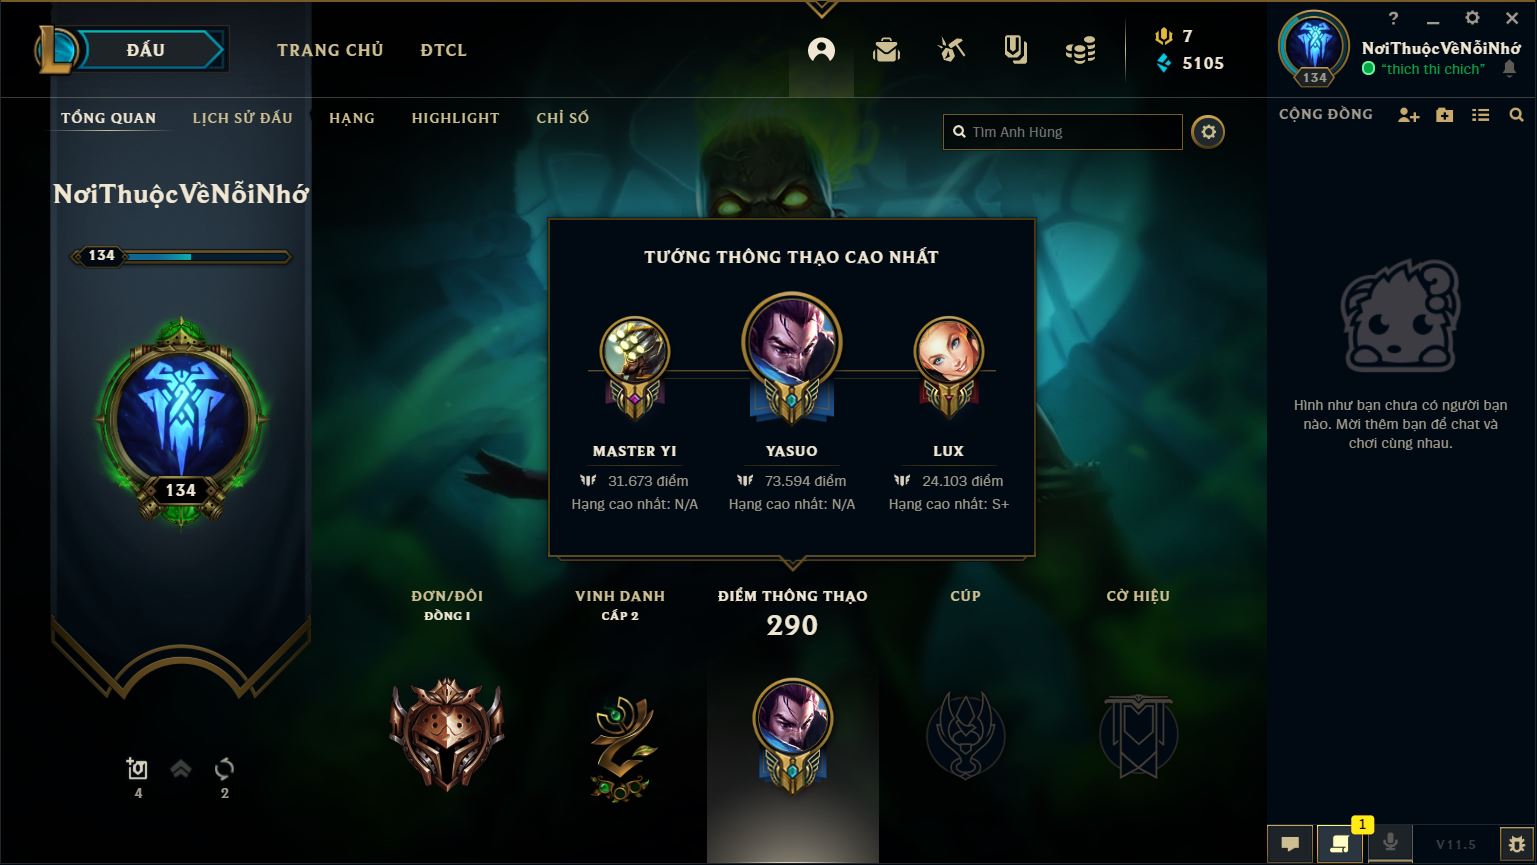 ĐẤU
TRANG CHỦ
ĐTCL
7
5105
?
NơiThuộcVềNỗiNhớ
134
"thich thi chich"
TỔNG QUAN
LỊCH SỬ ĐẤU
HẠNG
HIGHLIGHT
CHỈ SỐ
Tìm Anh Hùng
CỘNG ĐỒNG
NơiThuộcVềNỗiNhớ
134
134
TƯỚNG THÔNG THẠO CAO NHẤT
MASTER YI
31.673 điểm
Hạng cao nhất: N/A
YASUO
73.594 điểm
Hạng cao nhất: N/A
LUX
24.103 điểm
Hạng cao nhất: S+
Hình như bạn chưa có người bạn
nào. Mời thêm bạn để chat và
chơi cùng nhau.
ĐƠN/ĐÔI
ĐỒNG I
VINH DANH
CẤP 2
ĐIỂM THÔNG THẠO
290
CÚP
CỜ HIỆU
4
2
1
V11.5